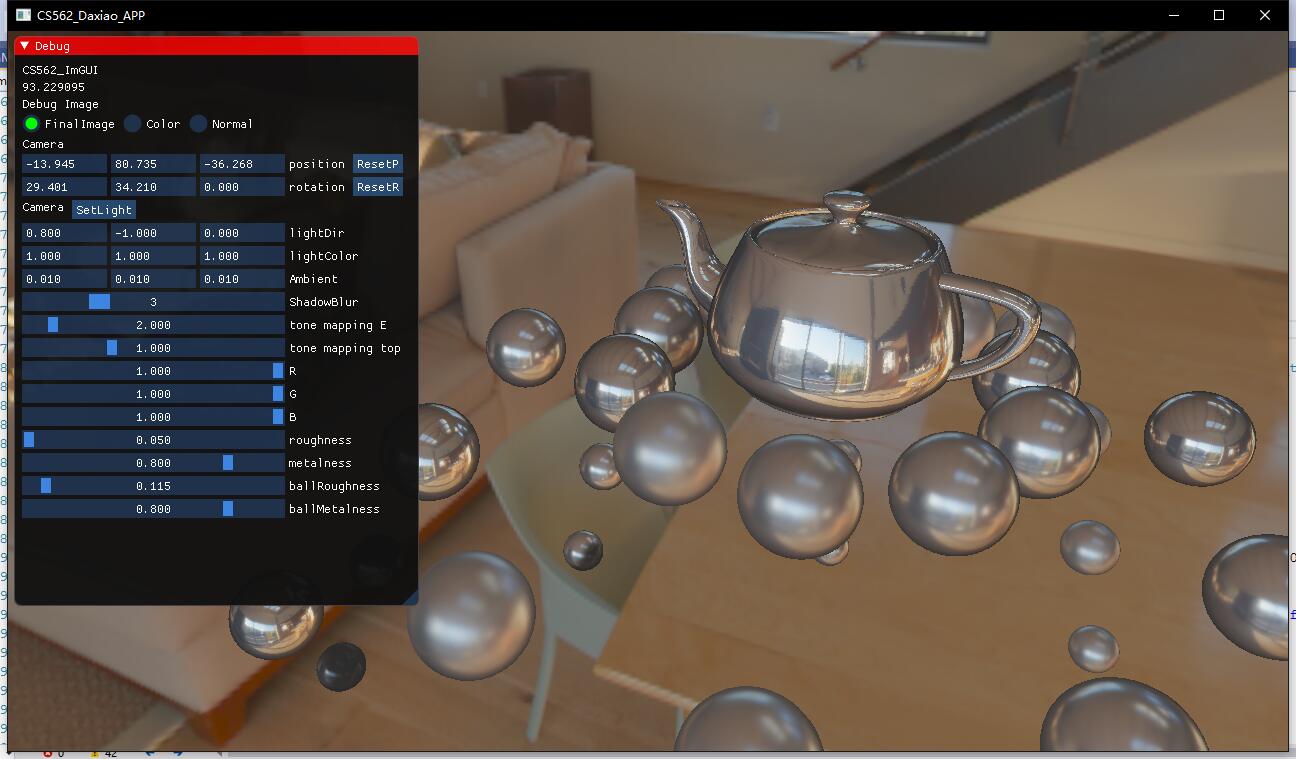 CS562_Daxiao_APP
Debug
CS562_ImGUI
93.229095
Debug Image
FinalImage Color Normal
Camera
-13.945 80.735 -36.268 position ResetP
29.401 34.210 0.000 rotation ResetR
Camera SetLight
0.800 -1.000 0.000 lightDir
1.000 1.000 1.000 lightColor
0.010 0.010 0.010 Ambient
3 ShadowBlur
2.000 tone mapping E
1.000 tone mapping top
1.000 R
1.000 G
1.000 B
0.050 roughness
0.800 metalness
0.115 ballRoughness
0.800 ballMetalness